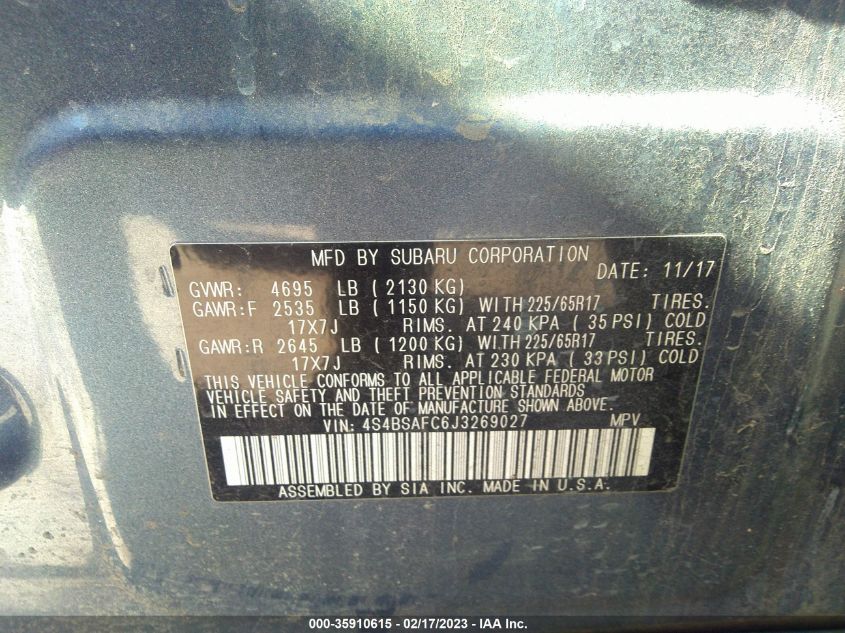 MFD BY SUBARU CORPORATION
DATE: 11/17
GVWR: 4695 LB (2130 KG)
GAWR:F 2535 LB (1150 KG) WITH 225/65R17 TIRES.
17X7J RIMS. AT 240 KPA (35 PSI) COLD
GAWR:R 2645 LB (1200 KG) WITH 225/65R17 TIRES.
17X7J RIMS. AT 230 KPA (33 PSI) COLD
THIS VEHICLE CONFORMS TO ALL APPLICABLE FEDERAL MOTOR
VEHICLE SAFETY AND THEFT PREVENTION STANDARDS
IN EFFECT ON THE DATE OF MANUFACTURE SHOWN ABOVE.
VIN: 4S4BSAFC6J3269027 MPV
ASSEMBLED BY SIA INC. MADE IN U.S.A.
000-35910615 - 02/17/2023 - IAA Inc.